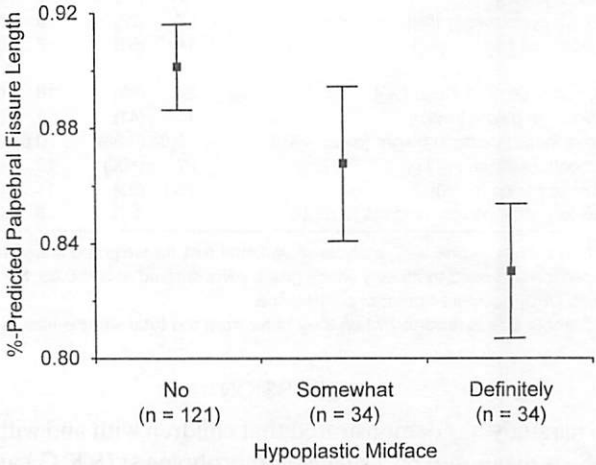 0.92
0.88
0.84
0.80
%-Predicted Palpebral Fissure Length
No Somewhat Definitely
(n = 121) (n = 34) (n = 34)
Hypoplastic Midface